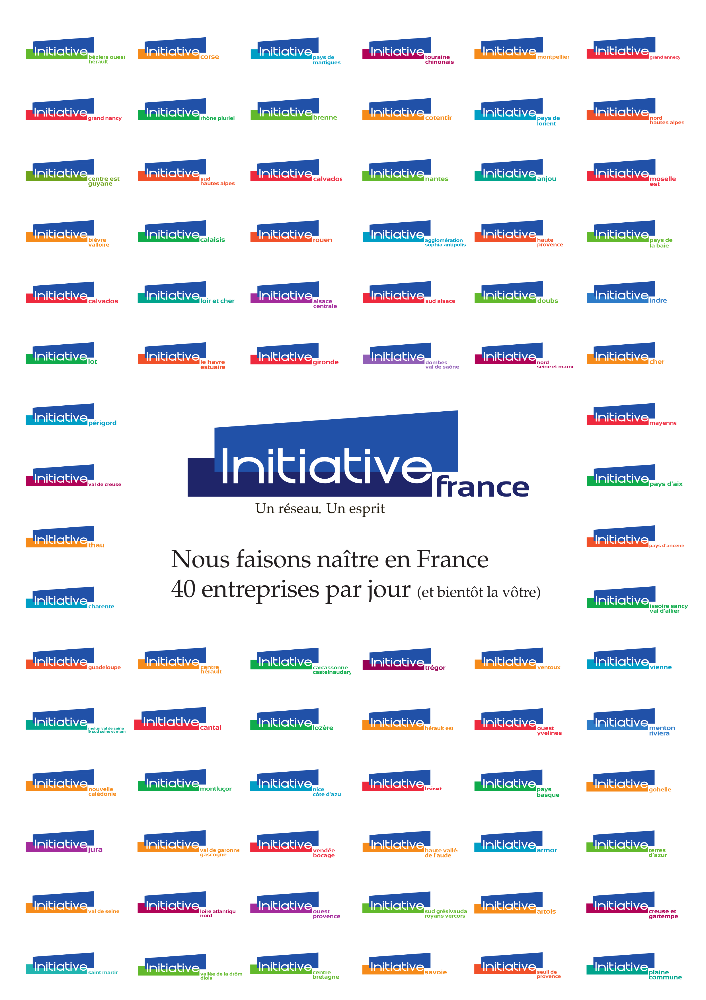 Initiative béziers ouest
hérault
Initiative corse
Initiative pays de
martigues
Initiative touraine
chinonais
Initiative montpellier
Initiative grand annecy
Initiative grand nancy
Initiative rhône pluriel
Initiative brenne
Initiative cotentir
Initiative pays de
lorient
Initiative nord
hautes alpes
Initiative centre est
guyane
Initiative sud
hautes alpes
Initiative calvados
Initiative nantes
Initiative anjou
Initiative moselle
est
Initiative bièvre
valloire
Initiative calaisis
Initiative rouen
Initiative agglomération
sophia antipolis
Initiative haute
provence
Initiative pays de
la baie
Initiative calvados
Initiative loir et cher
Initiative alsace
centrale
Initiative sud alsace
Initiative doubs
Initiative indre
Initiative lot
Initiative le havre
estuaire
Initiative gironde
Initiative dombes
val de saône
Initiative nord
seine et marne
Initiative cher
Initiative périgord
Initiative mayenne
Initiative france
Un réseau. Un esprit
Initiative val de creuse
Initiative pays d'aix
Initiative thau
Initiative pays d'ancenis
Nous faisons naître en France
40 entreprises par jour (et bientôt la vôtre)
Initiative charente
Initiative issoire sancy
val d'allier
Initiative guadeloupe
Initiative centre
hérault
Initiative carcassonne
castelnaudary
Initiative trégor
Initiative ventoux
Initiative vienne
Initiative melun val de seine
& sud seine et marn
Initiative cantal
Initiative lozère
Initiative hérault est
Initiative ouest
yvelines
Initiative menton
riviera
Initiative nouvelle
calédonie
Initiative montluçor
Initiative nice
côte d'azu
Initiative loiret
Initiative pays
basque
Initiative gohelle
Initiative jura
Initiative val de garonne
gascogne
Initiative vendée
bocage
Initiative haute vallé
de l'aude
Initiative armor
Initiative terres
d'azur
Initiative val de seine
Initiative loire atlantiqu
nord
Initiative ouest
provence
Initiative sud grésivauda
royans vercors
Initiative artois
Initiative creuse et
gartempe
Initiative saint martir
Initiative vallée de la drôm
diois
Initiative centre
bretagne
Initiative savoie
Initiative seuil de
provence
Initiative plaine
commune